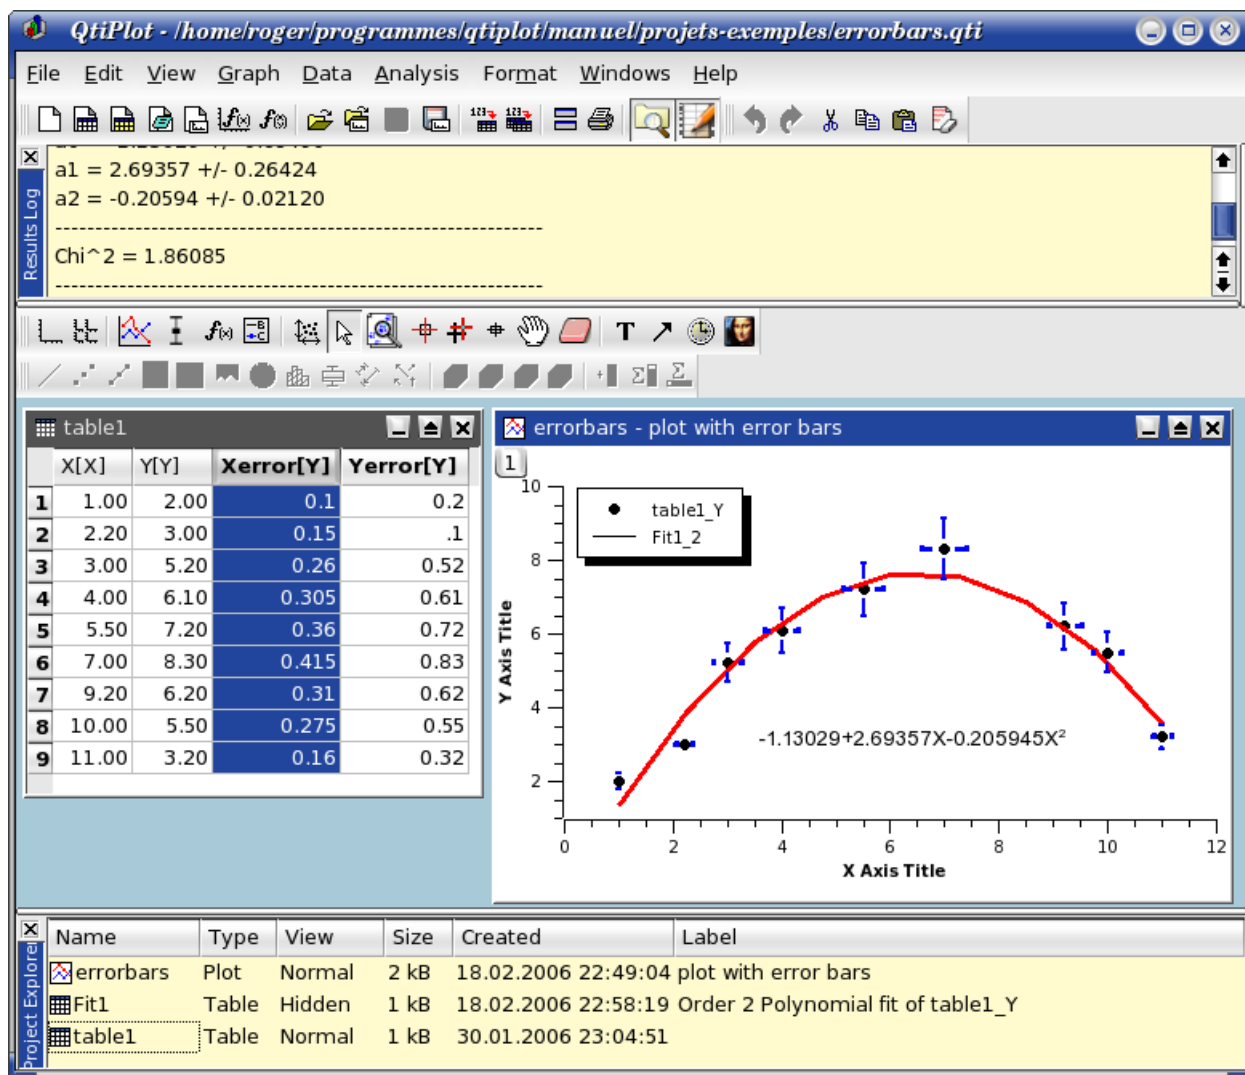 QtiPlot - /home/roger/programmes/qtiplot/manuel/projets-exemples/errorbars.qti
File Edit View Graph Data Analysis Format Windows Help
Results Log
a1 = 2.69357 +/- 0.26424
a2 = -0.20594 +/- 0.02120
------------------------------------------------------------
Chi^2 = 1.86085
------------------------------------------------------------
table1
X[X] Y[Y] Xerror[Y] Yerror[Y]
1 1.00 2.00 0.1 0.2
2 2.20 3.00 0.15 .1
3 3.00 5.20 0.26 0.52
4 4.00 6.10 0.305 0.61
5 5.50 7.20 0.36 0.72
6 7.00 8.30 0.415 0.83
7 9.20 6.20 0.31 0.62
8 10.00 5.50 0.275 0.55
9 11.00 3.20 0.16 0.32
errorbars - plot with error bars
1
table1_Y
Fit1_2
10
8
6
4
2
Y Axis Title
-1.13029+2.69357X-0.205945X²
0 2 4 6 8 10 12
X Axis Title
Project Explorer
Name Type View Size Created Label
errorbars Plot Normal 2 kB 18.02.2006 22:49:04 plot with error bars
Fit1 Table Hidden 1 kB 18.02.2006 22:58:19 Order 2 Polynomial fit of table1_Y
table1 Table Normal 1 kB 30.01.2006 23:04:51